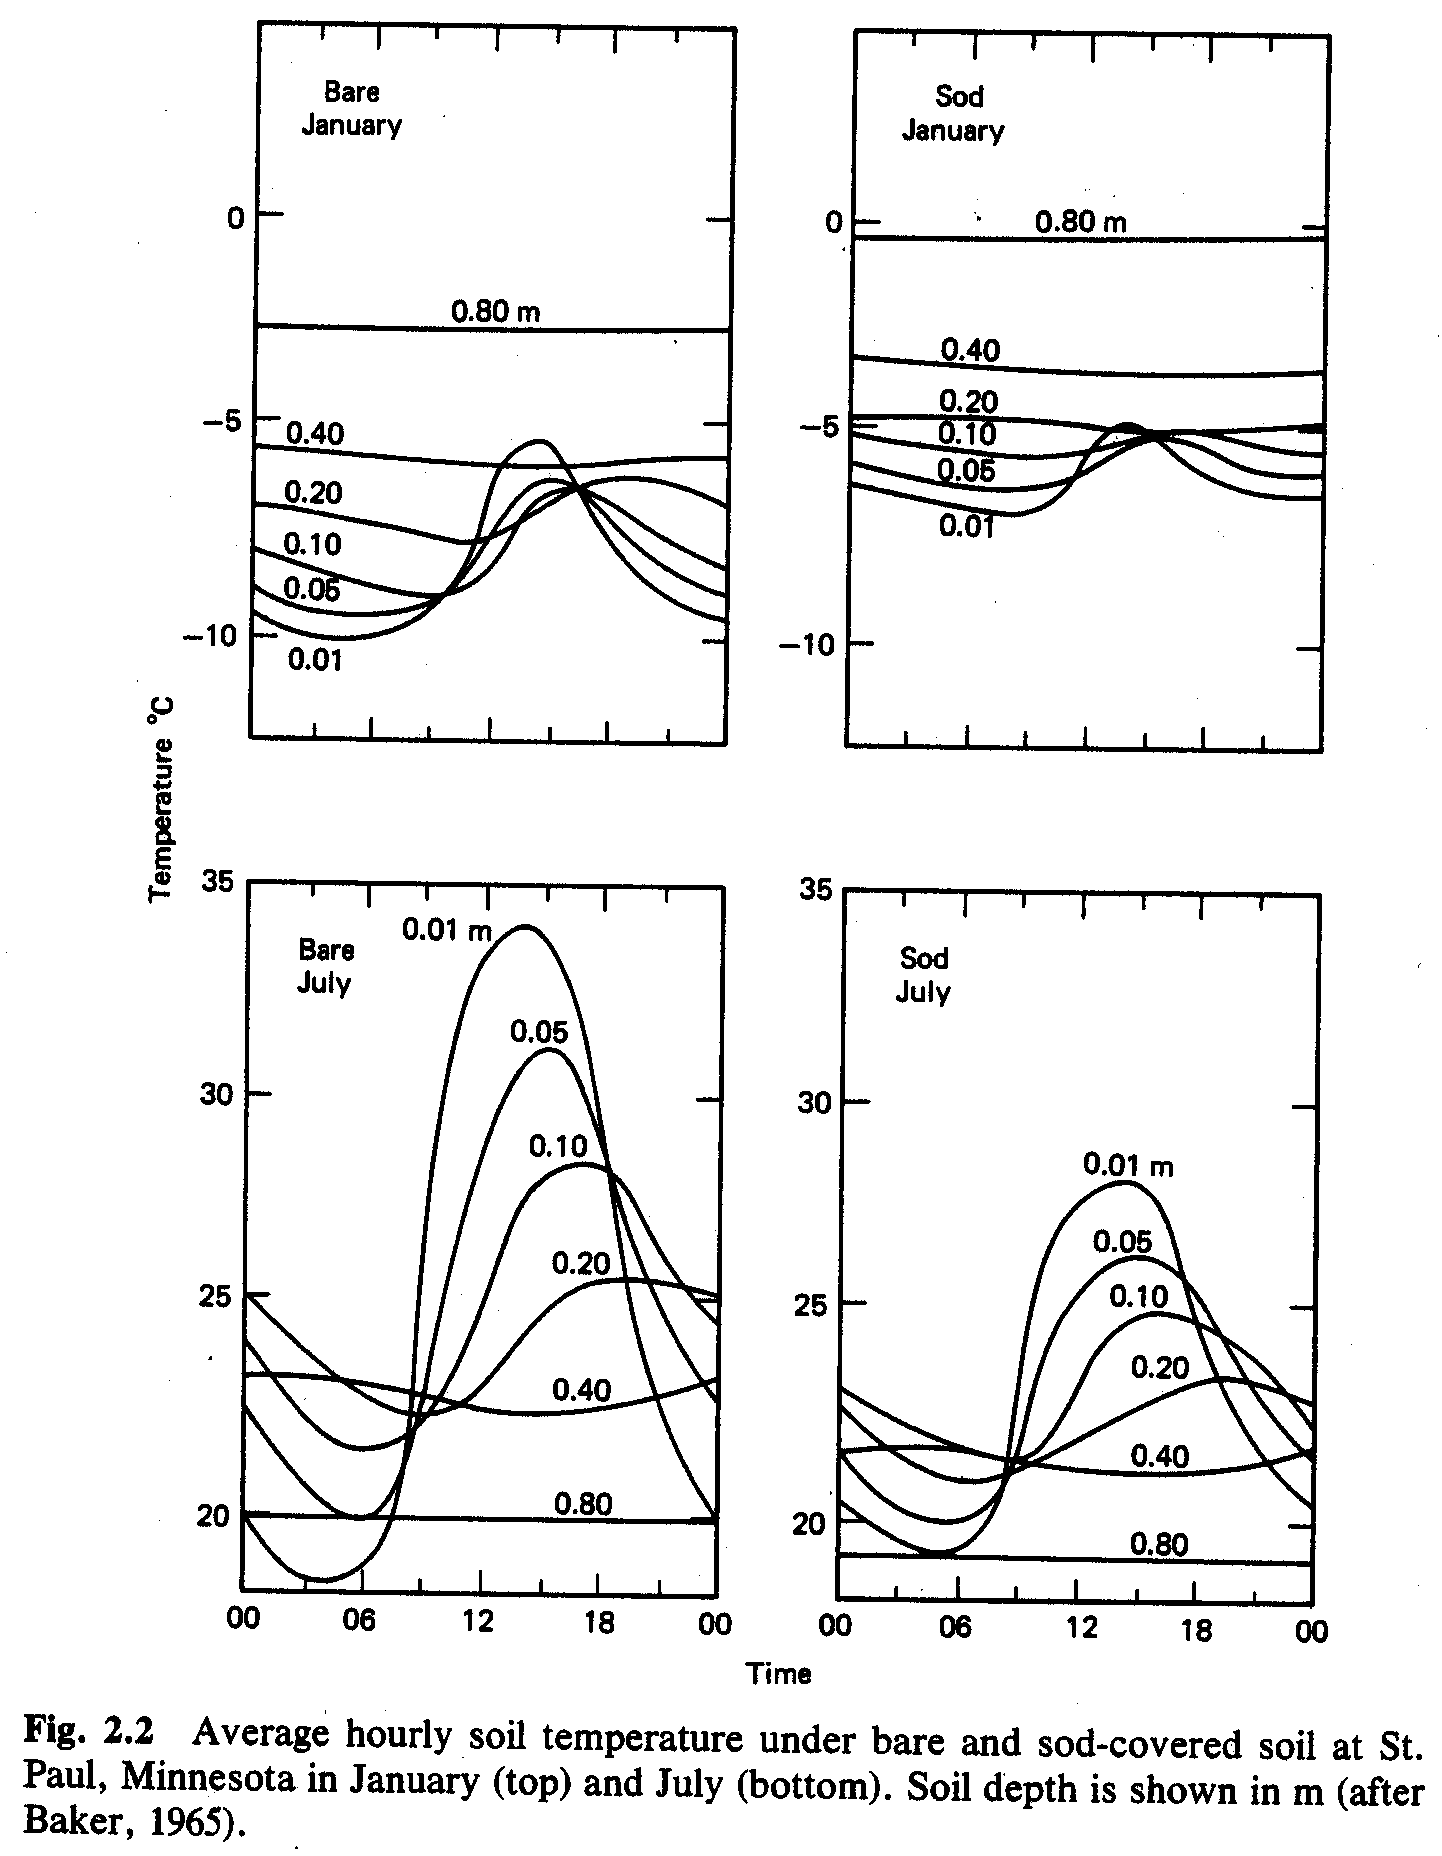 Bare
January
0
0.80 m
−5
0.40
0.20
0.10
0.05
−10
0.01
Sod
January
0
0.80 m
0.40
0.20
−5
0.10
0.05
0.01
−10
Temperature °C
35
0.01 m
Bare
July
0.05
30
0.10
0.20
25
0.40
0.80
20
00 06 12 18 00
35
Sod
July
30
0.01 m
0.05
0.10
25
0.20
0.40
20
0.80
00 06 12 18 00
Time
Fig. 2.2 Average hourly soil temperature under bare and sod-covered soil at St.
Paul, Minnesota in January (top) and July (bottom). Soil depth is shown in m (after
Baker, 1965).